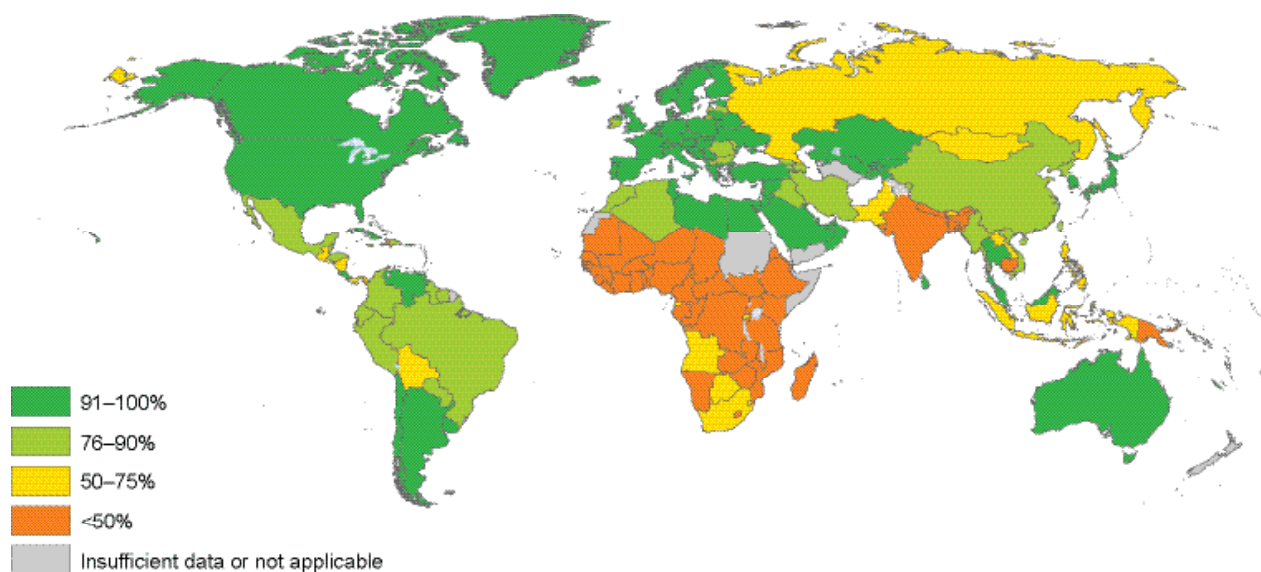 91–100%
76–90%
50–75%
<50%
Insufficient data or not applicable